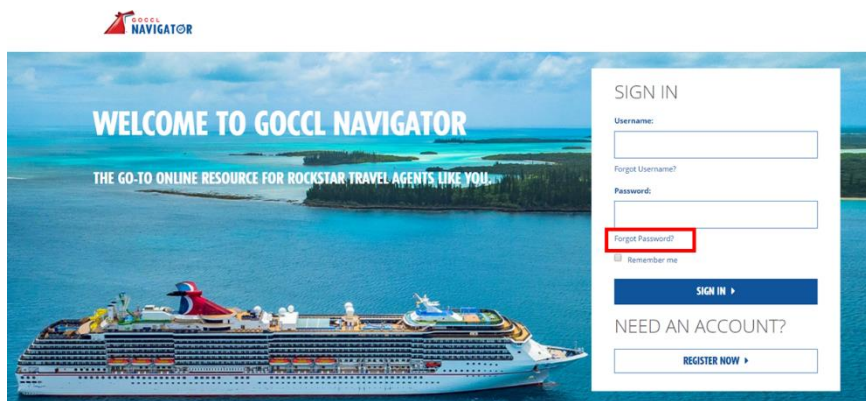 GOCCL
NAVIGATOR
WELCOME TO GOCCL NAVIGATOR
THE GO-TO ONLINE RESOURCE FOR ROCKSTAR TRAVEL AGENTS LIKE YOU.
SIGN IN
Username:
Forgot Username?
Password:
Forgot Password?
Remember me
SIGN IN
NEED AN ACCOUNT?
REGISTER NOW